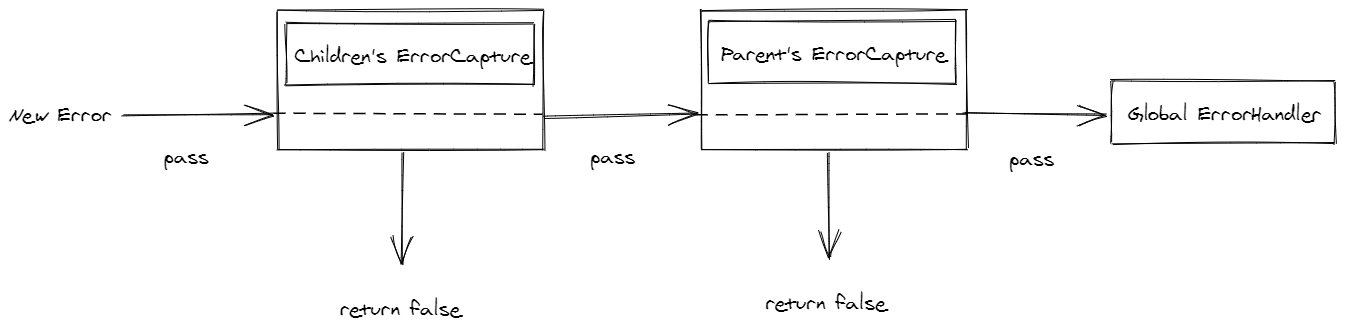 Children's ErrorCapture
Parent's ErrorCapture
New Error
Global ErrorHandler
pass
pass
pass
return false
return false